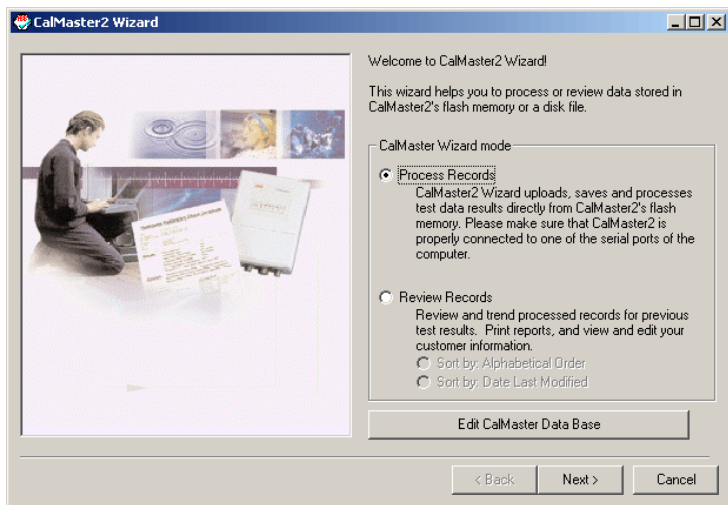 CalMaster2 Wizard
Welcome to CalMaster2 Wizard!
This wizard helps you to process or review data stored in
CalMaster2's flash memory or a disk file.
CalMaster Wizard mode
Process Records
CalMaster2 Wizard uploads, saves and processes
test data results directly from CalMaster2's flash
memory. Please make sure that CalMaster2 is
properly connected to one of the serial ports of the
computer.
Review Records
Review and trend processed records for previous
test results. Print reports, and view and edit your
customer information.
Sort by: Alphabetical Order
Sort by: Date Last Modified
Edit CalMaster Data Base
< Back
Next >
Cancel